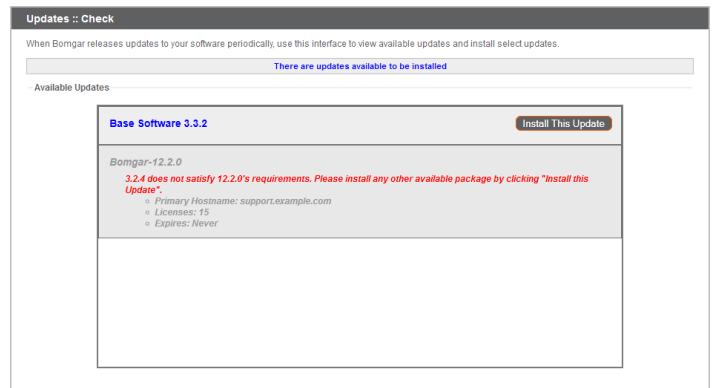 Updates :: Check
When Bomgar releases updates to your software periodically, use this interface to view available updates and install select updates.
There are updates available to be installed
Available Updates
Base Software 3.3.2
Install This Update
Bomgar-12.2.0
3.2.4 does not satisfy 12.2.0's requirements. Please install any other available package by clicking "Install this
Update".
Primary Hostname: support.example.com
Licenses: 15
Expires: Never